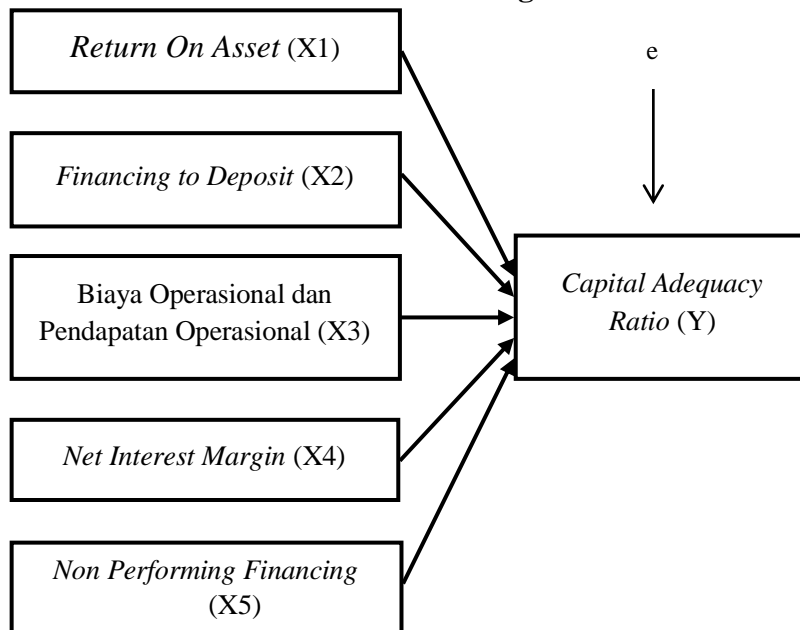 Return On Asset (X1)
e
Financing to Deposit (X2)
Biaya Operasional dan
Pendapatan Operasional (X3)
Capital Adequacy
Ratio (Y)
Net Interest Margin (X4)
Non Performing Financing
(X5)